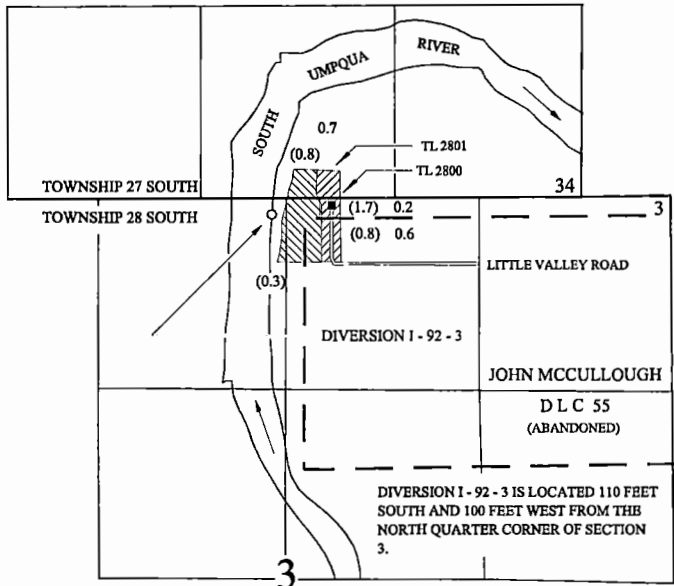 SOUTH UMPQUA RIVER
0.7
(0.8)
TL 2801
TL 2800
34
TOWNSHIP 27 SOUTH
TOWNSHIP 28 SOUTH
(1.7) 0.2
3
(0.8) 0.6
LITTLE VALLEY ROAD
(0.3)
DIVERSION I - 92 - 3
JOHN MCCULLOUGH
D L C 55
(ABANDONED)
DIVERSION I - 92 - 3 IS LOCATED 110 FEET
SOUTH AND 100 FEET WEST FROM THE
NORTH QUARTER CORNER OF SECTION
3.
3